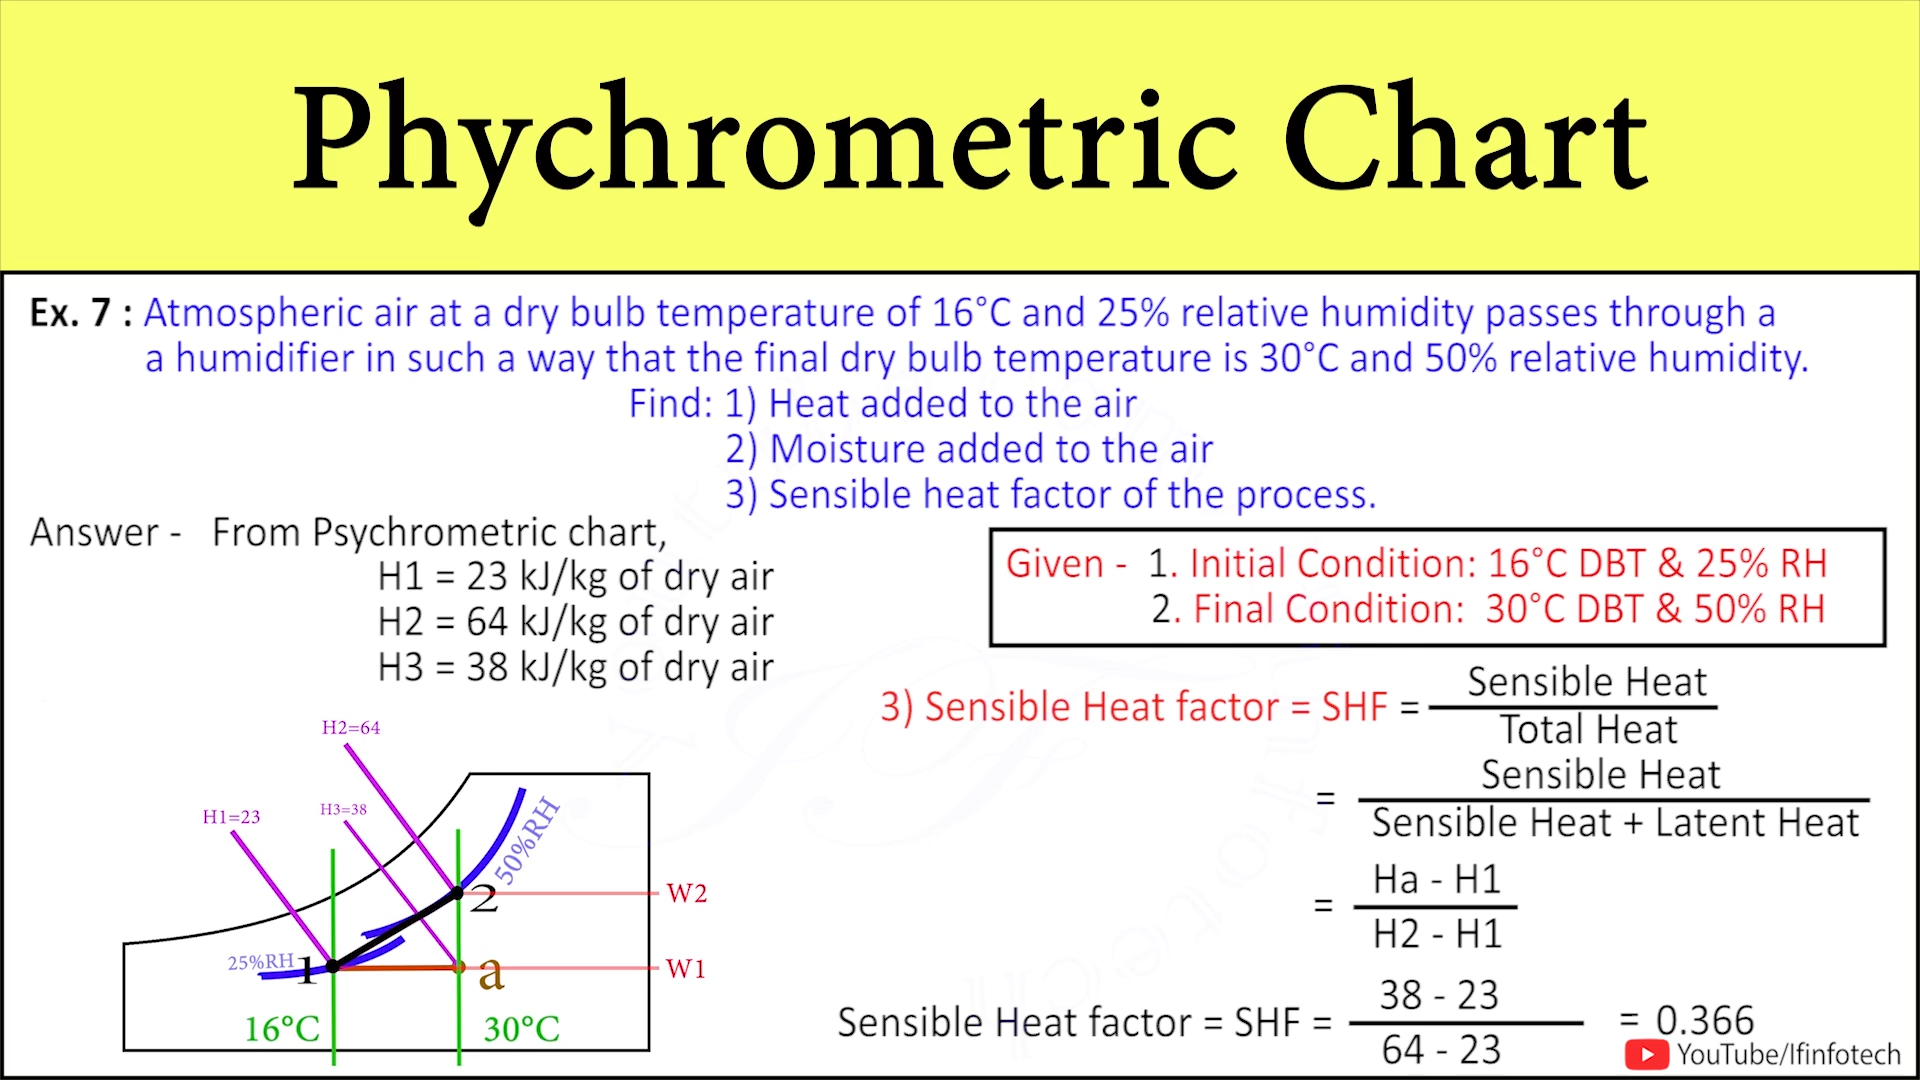 Phychrometric Chart
Ex. 7 : Atmospheric air at a dry bulb temperature of 16°C and 25% relative humidity passes through a
a humidifier in such a way that the final dry bulb temperature is 30°C and 50% relative humidity.
Find: 1) Heat added to the air
2) Moisture added to the air
3) Sensible heat factor of the process.
Answer - From Psychrometric chart,
H1 = 23 kJ/kg of dry air
H2 = 64 kJ/kg of dry air
H3 = 38 kJ/kg of dry air
Given - 1. Initial Condition: 16°C DBT & 25% RH
2. Final Condition: 30°C DBT & 50% RH
3) Sensible Heat factor = SHF = Sensible Heat
Total Heat
= Sensible Heat
Sensible Heat + Latent Heat
= Ha - H1
H2 - H1
Sensible Heat factor = SHF = 38 - 23
64 - 23
= 0.366
H2=64
H1=23
H3=38
50%RH
2
W2
25%RH
1
a
W1
16°C
30°C
YouTube/lfinfotech